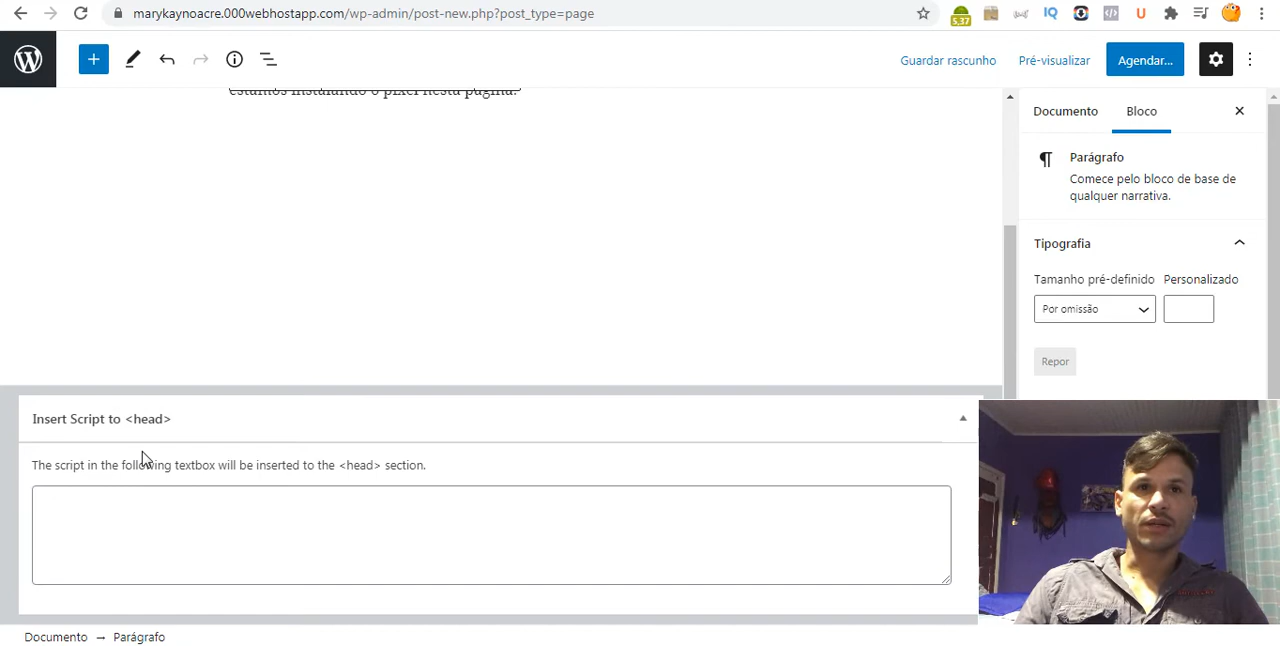 marykaynoacre.000webhostapp.com/wp-admin/post-new.php?post_type=page
5,37
IQ
U
Guardar rascunho
Pré-visualizar
Agendar...
estamos instalando o pixel nesta página.
Documento
Bloco
Parágrafo
Comece pelo bloco de base de
qualquer narrativa.
Tipografia
Tamanho pré-definido
Personalizado
Por omissão
Repor
Insert Script to <head>
The script in the following textbox will be inserted to the <head> section.
Documento → Parágrafo